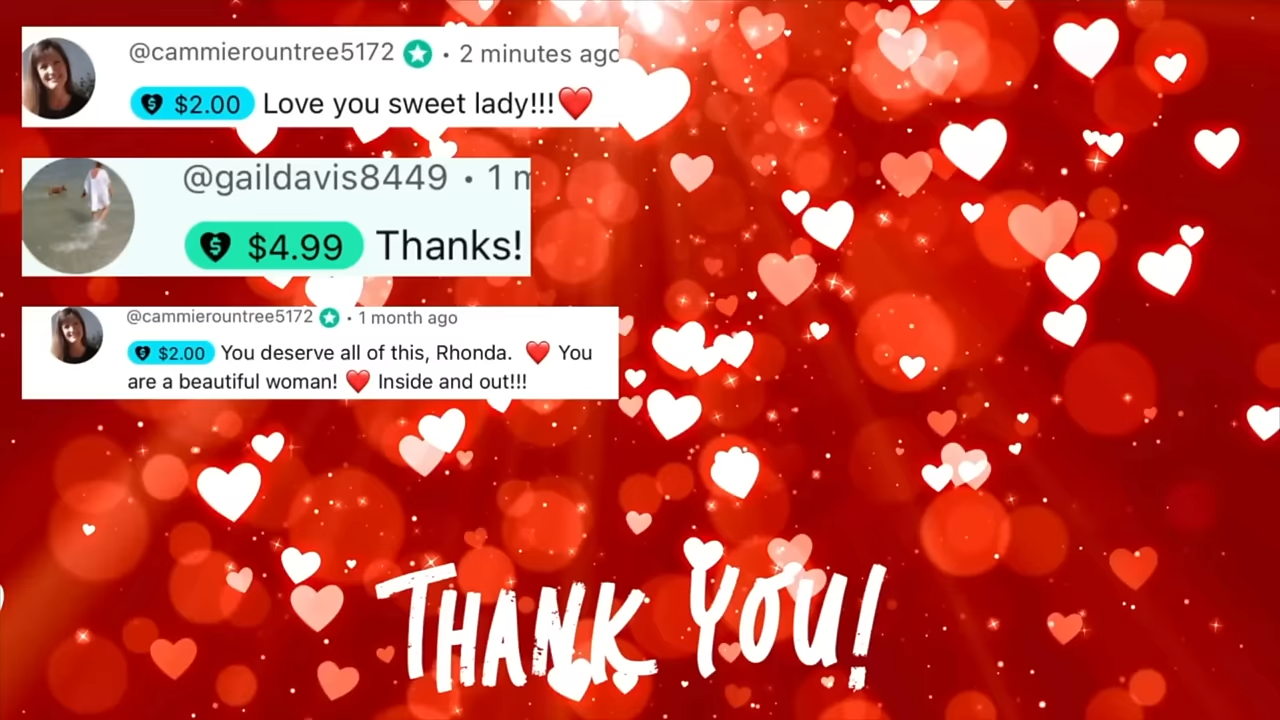 @cammierountree5172 • 2 minutes ago
$2.00 Love you sweet lady!!!❤️
@gaildavis8449 • 1 m
$4.99 Thanks!
@cammierountree5172 • 1 month ago
$2.00 You deserve all of this, Rhonda. ❤️ You
are a beautiful woman! ❤️ Inside and out!!!
THANK YOU!